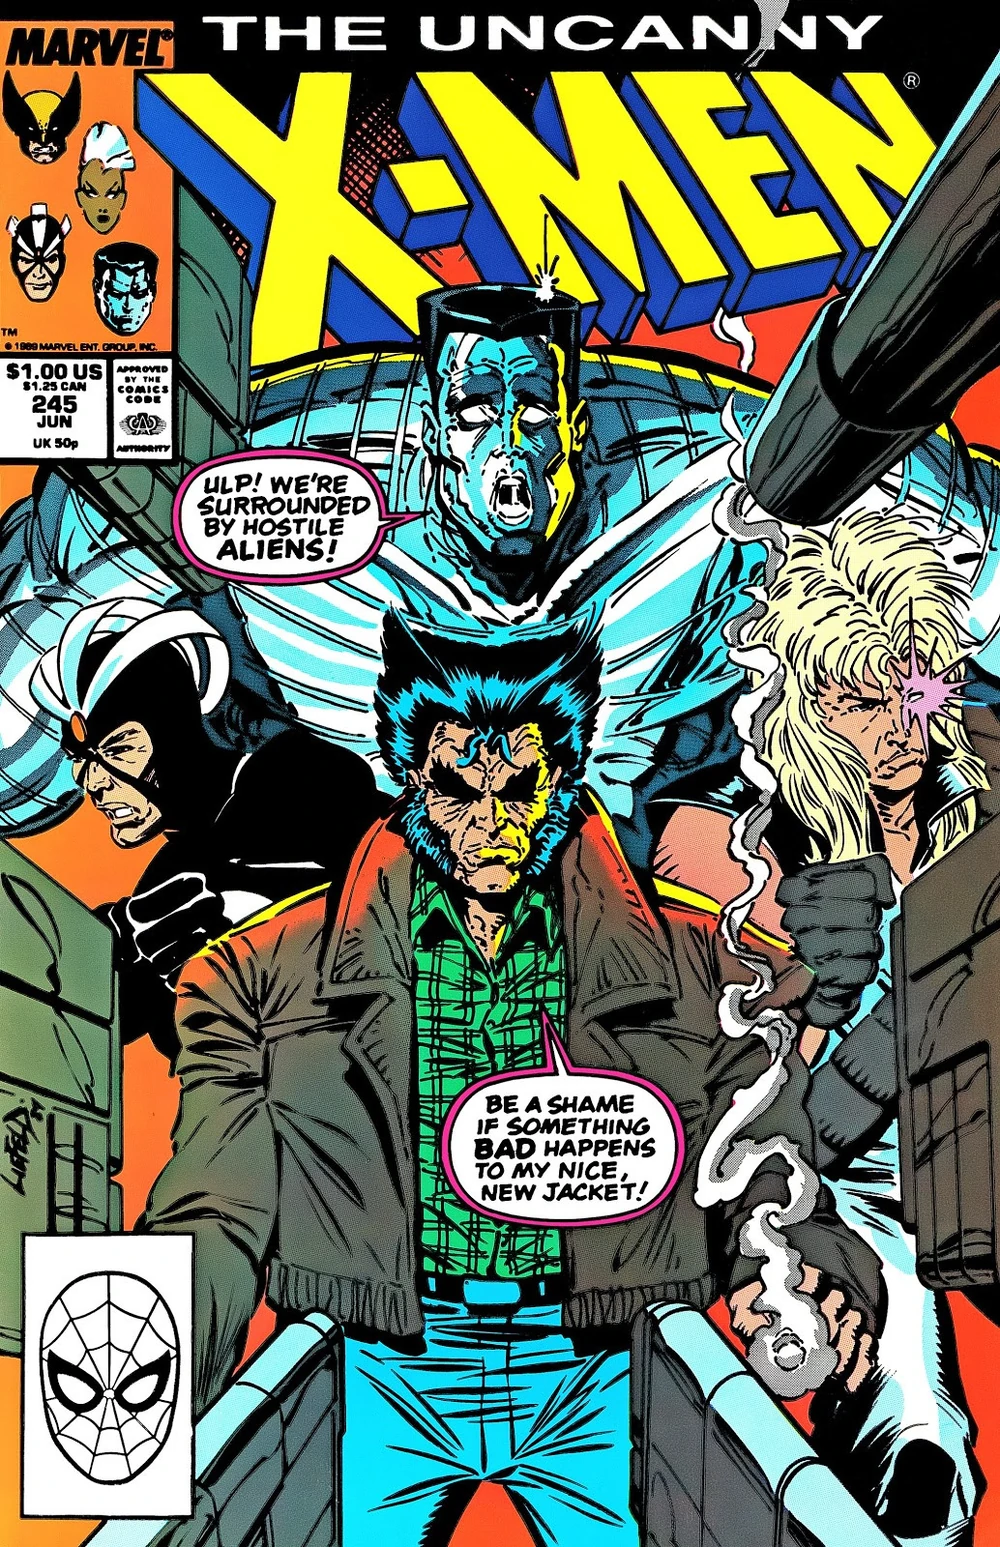 THE UNCANNY
MARVEL®
X-MEN®
TM
© 1989 MARVEL ENT. GROUP, INC.
$1.00 US
$1.25 CAN
245
JUN
UK 50p
APPROVED
BY THE
COMICS
CODE
CA
AUTHORITY
ULP! WE'RE
SURROUNDED
BY HOSTILE
ALIENS!
BE A SHAME
IF SOMETHING
BAD HAPPENS
TO MY NICE,
NEW JACKET!
LIEFELD